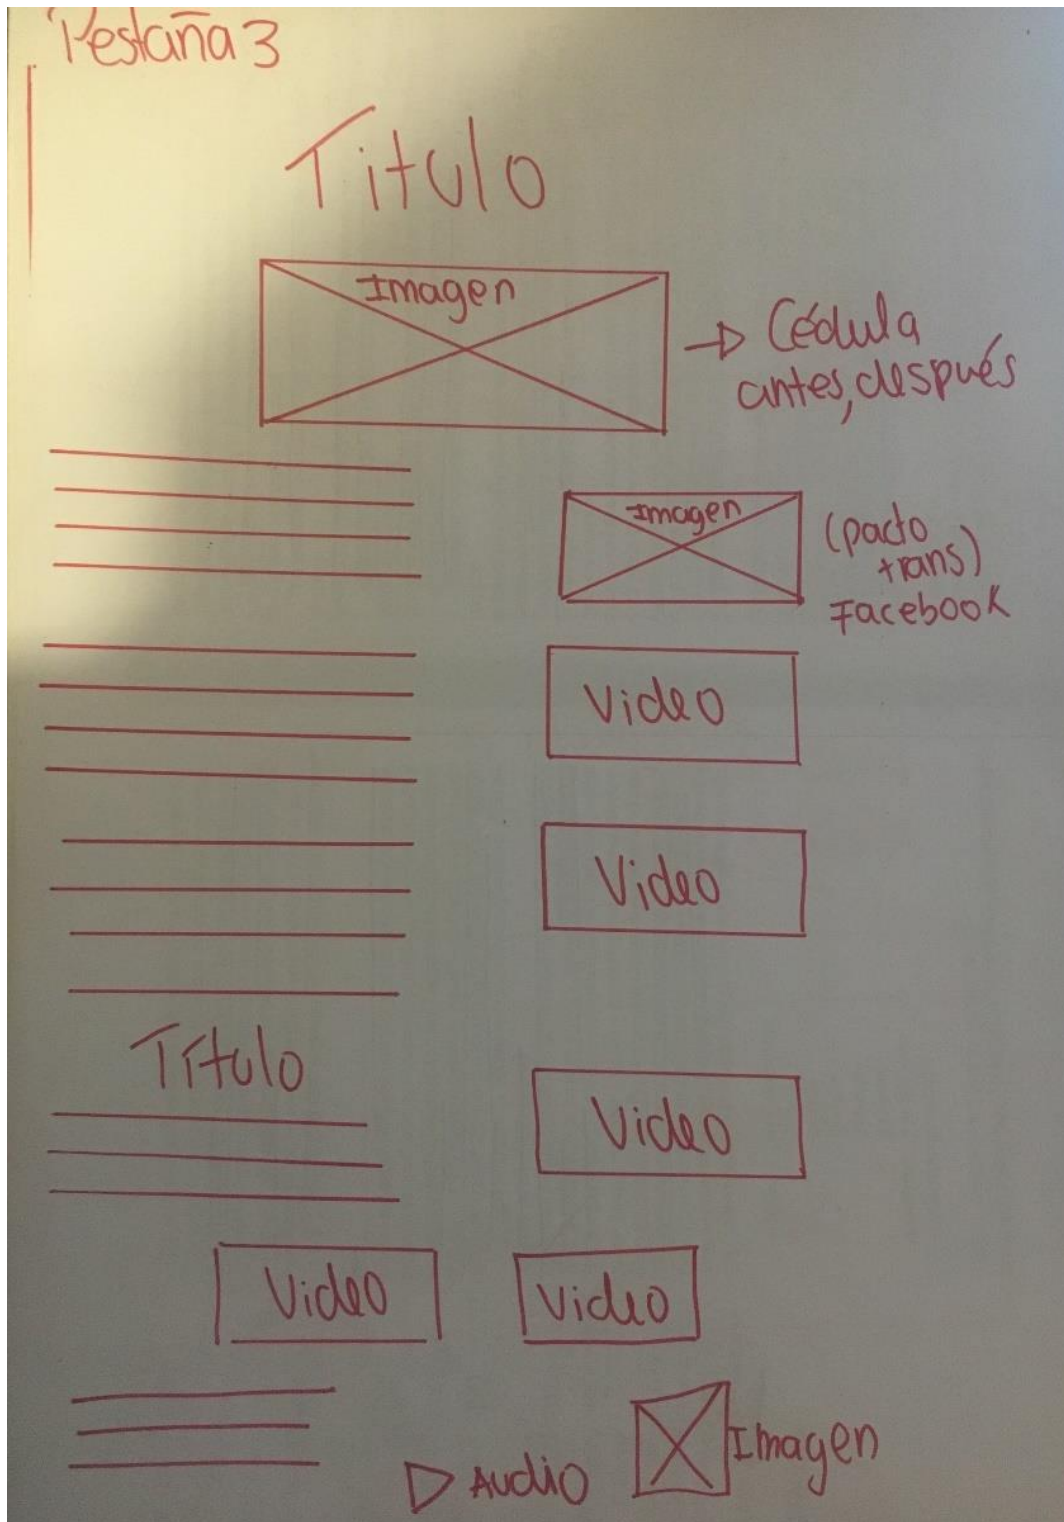 Pestaña 3
Titulo
Imagen
→ Cédula
antes, después
Imagen
(pacto
trans)
Facebook
Video
Video
Título
Video
Video
Video
Imagen
Audio